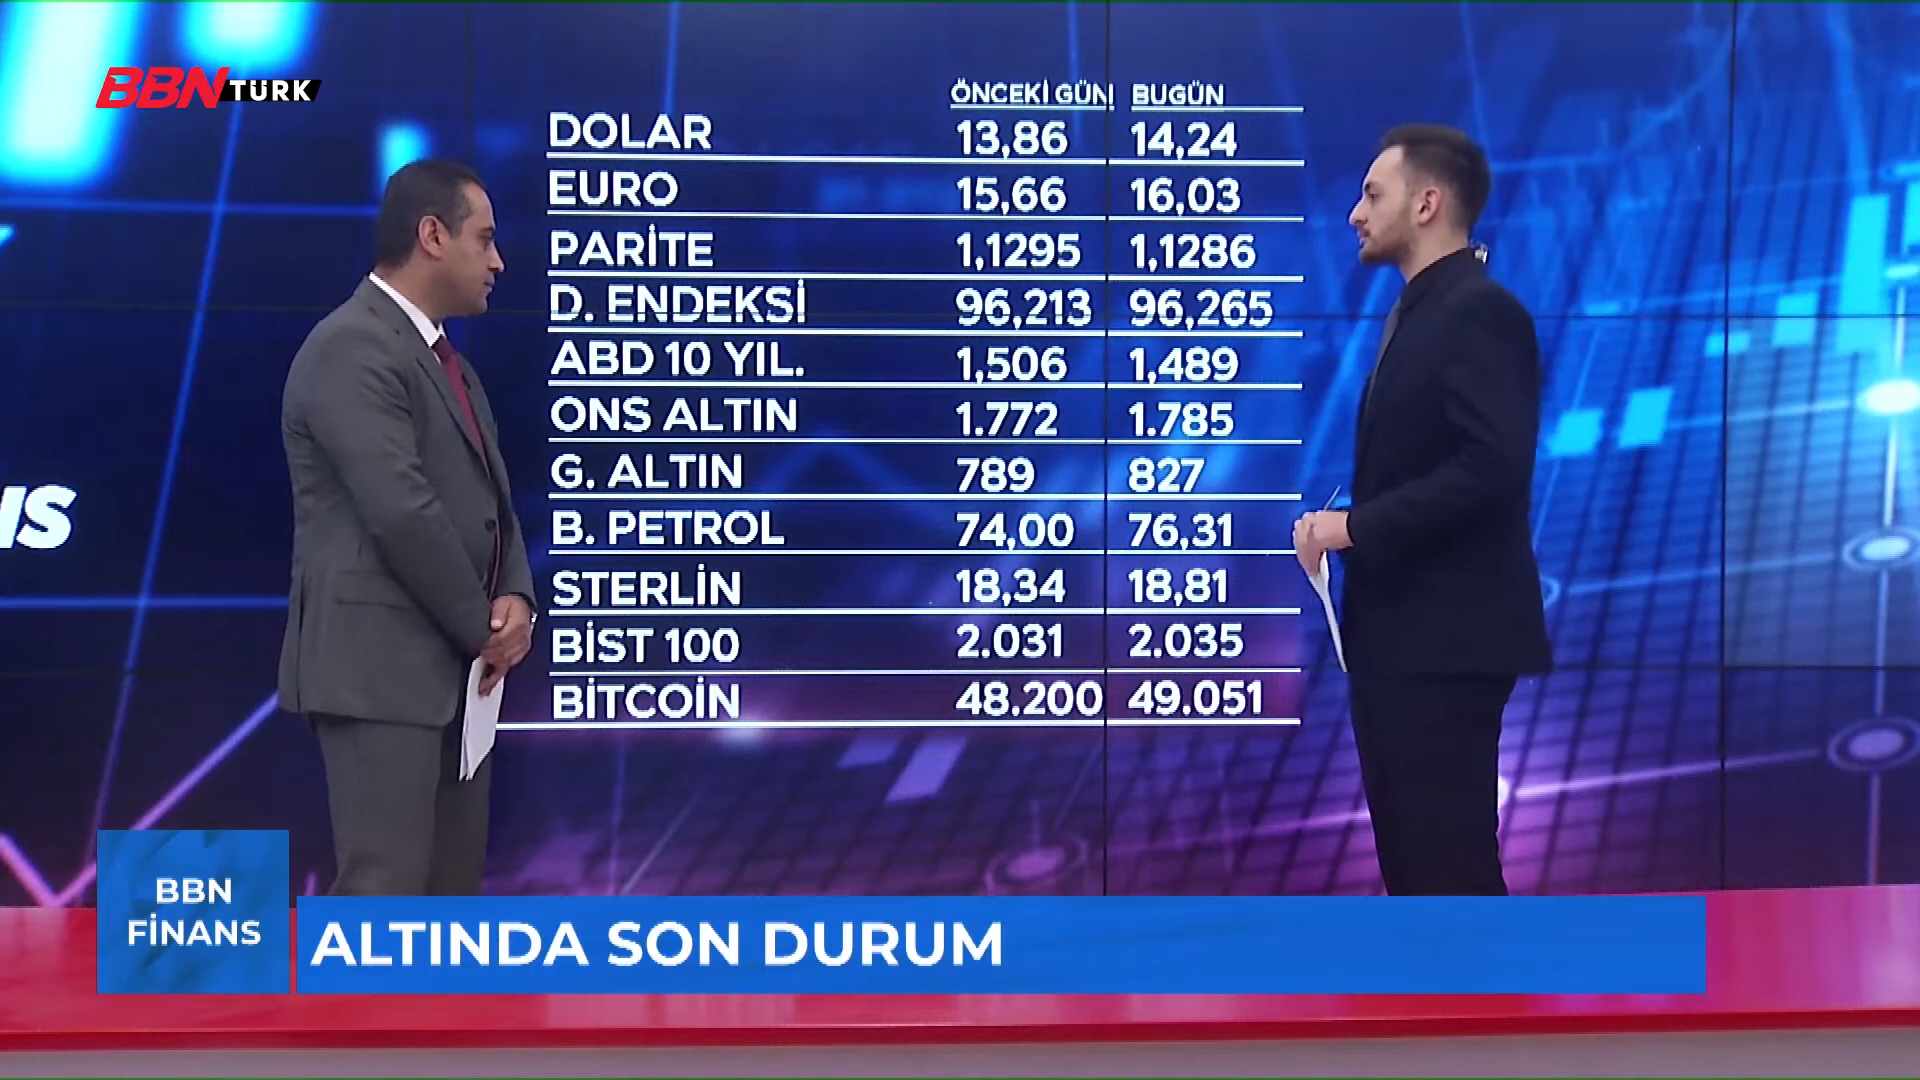 BBN TURK
ÖNCEKİ GÜN BUGÜN
DOLAR 13,86 14,24
EURO 15,66 16,03
PARİTE 1,1295 1,1286
D. ENDEKSİ 96,213 96,265
ABD 10 YIL. 1,506 1,489
ONS ALTIN 1.772 1.785
G. ALTIN 789 827
B. PETROL 74,00 76,31
STERLİN 18,34 18,81
BİST 100 2.031 2.035
BİTCOİN 48.200 49.051
BBN
FİNANS
ALTINDA SON DURUM